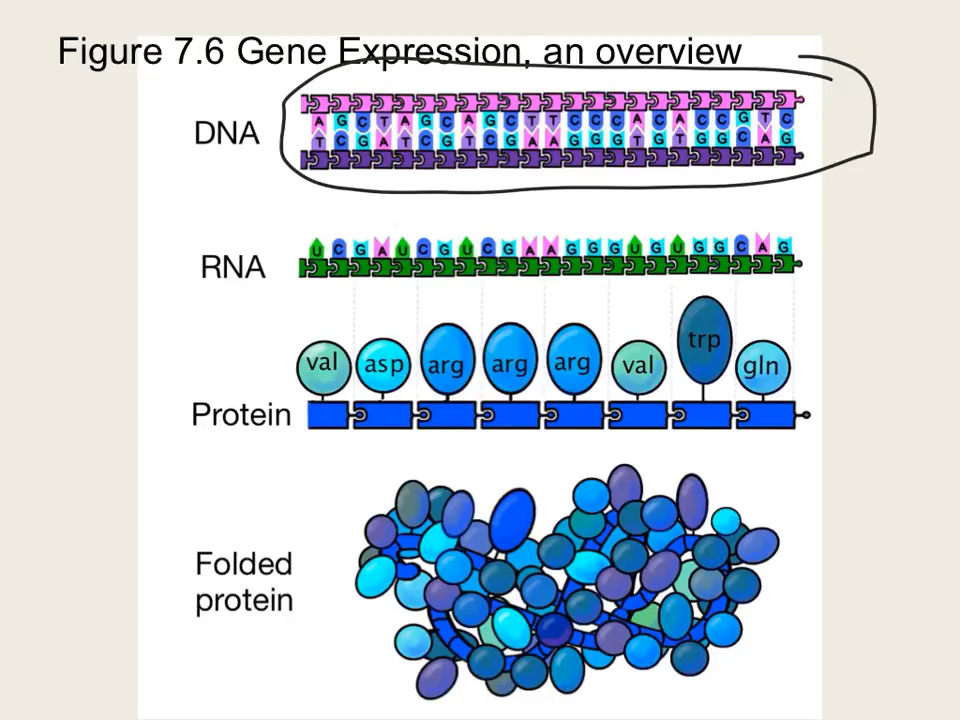 Figure 7.6 Gene Expression, an overview
A G C T A G C A G C T T C C C A C A C C G T C
DNA
T C G A T C G T C G A A G G G T G T G G C A G
RNA U C G A U C G U C G A A G G G U G U G G C A G
val asp arg arg arg val trp gln
Protein
Folded
protein